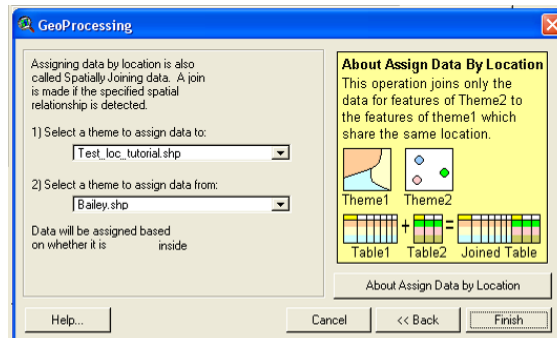 GeoProcessing
Assigning data by location is also
called Spatially Joining data. A join
is made if the specified spatial
relationship is detected.
1) Select a theme to assign data to:
Test_loc_tutorial.shp
2) Select a theme to assign data from:
Bailey.shp
Data will be assigned based
on whether it is inside
About Assign Data By Location
This operation joins only the
data for features of Theme2 to
the features of theme1 which
share the same location.
Theme1 Theme2
+ =
Table1 Table2 Joined Table
About Assign Data by Location
Help... Cancel << Back Finish